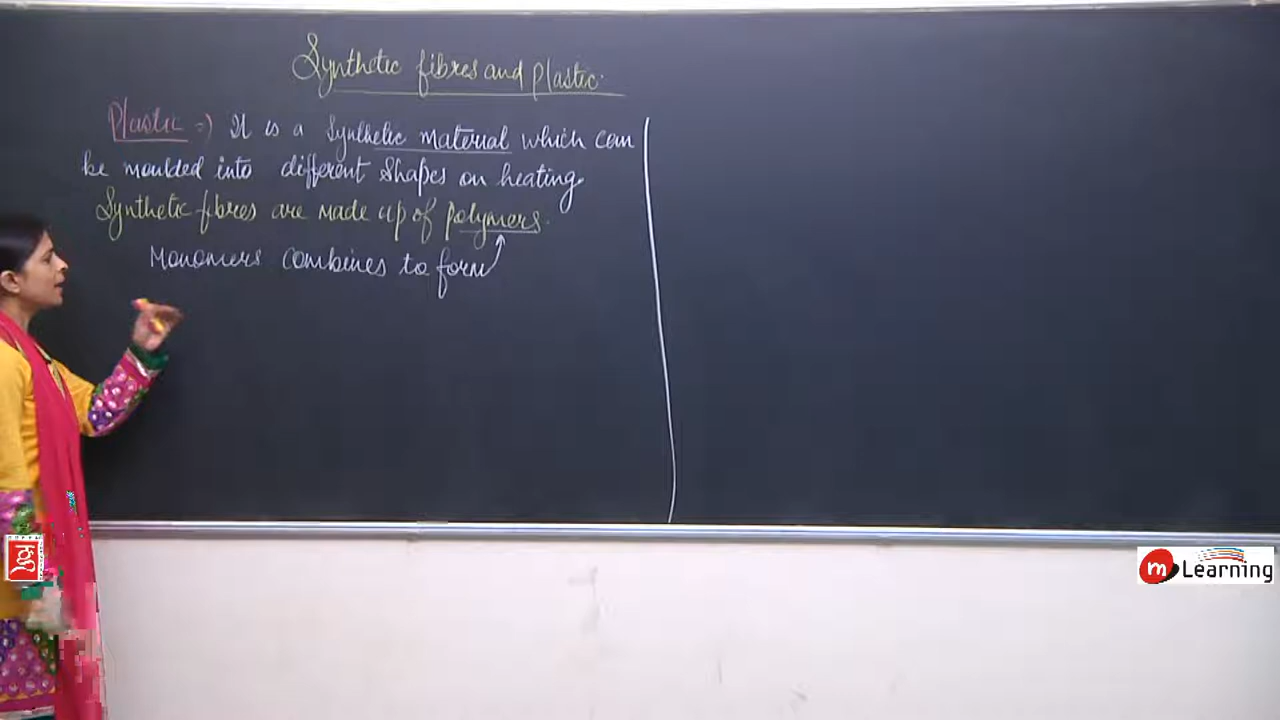 Synthetic fibres and Plastic.
Plastic => It is a Synthetic material which can
be moulded into different Shapes on heating.
Synthetic fibres are made up of polymers.
Monomers combines to form
m Learning